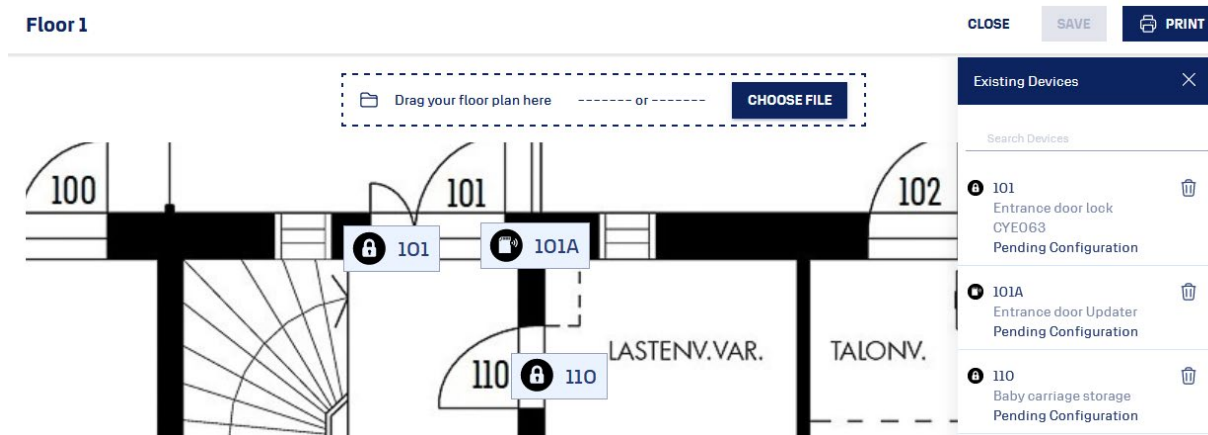 Floor 1
CLOSE SAVE PRINT
Drag your floor plan here ------- or ------- CHOOSE FILE
Existing Devices
Search Devices
100
101
102
101
101A
110
110
LASTENV.VAR.
TALONV.
101
Entrance door lock
CYE063
Pending Configuration
101A
Entrance door Updater
Pending Configuration
110
Baby carriage storage
Pending Configuration